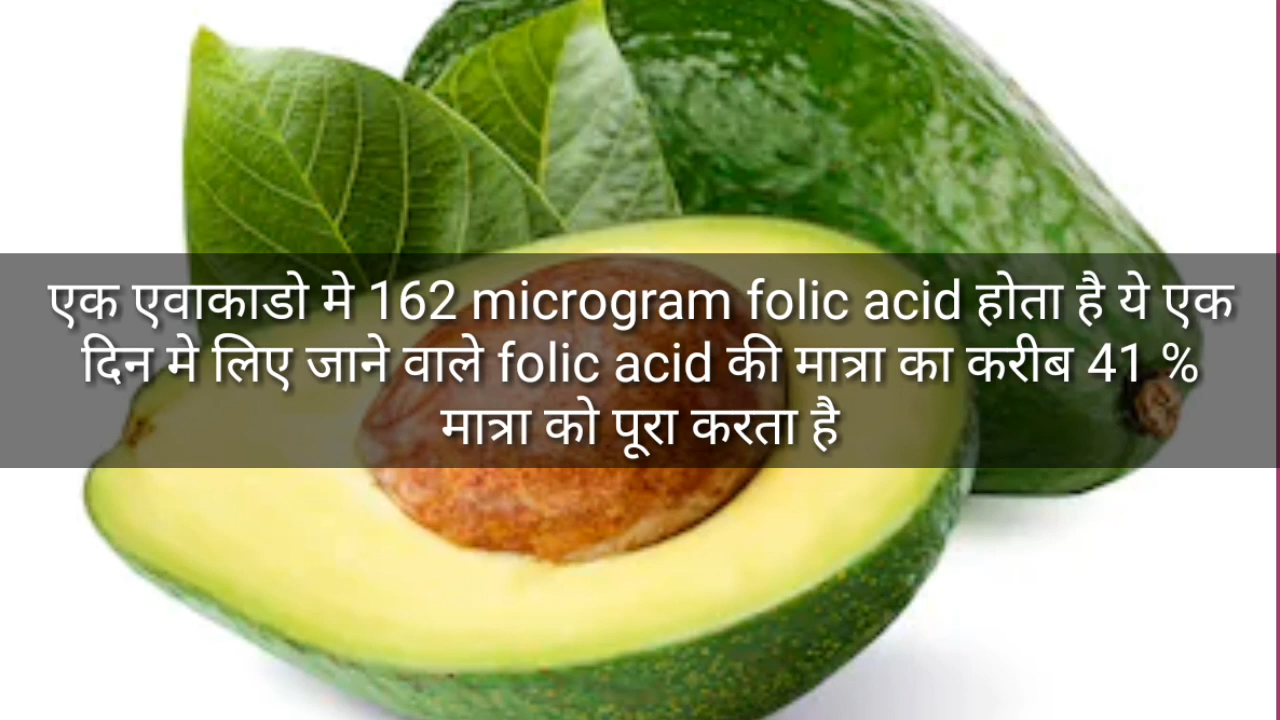 एक एवाकाडो मे 162 microgram folic acid होता है ये एक
दिन मे लिए जाने वाले folic acid की मात्रा का करीब 41 %
मात्रा को पूरा करता है